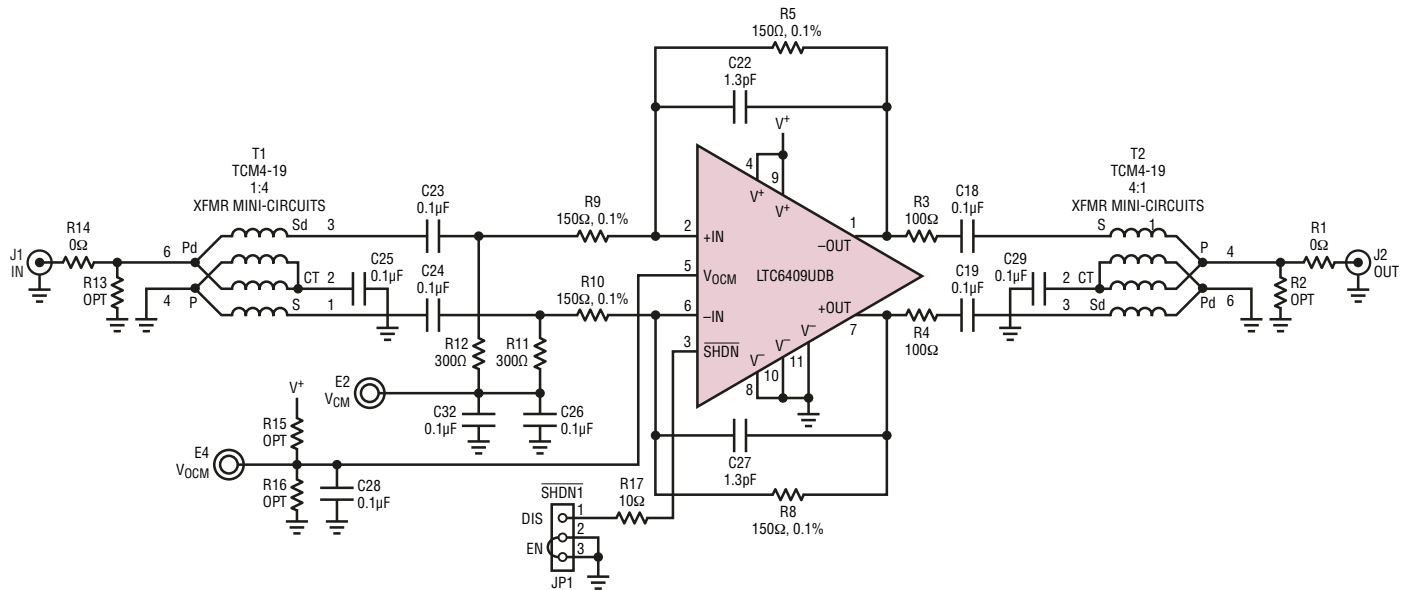 R5
150Ω, 0.1%
C22
1.3pF
V+
T1
TCM4-19
1:4
XFMR MINI-CIRCUITS
T2
TCM4-19
4:1
XFMR MINI-CIRCUITS
4
9
V+
V+
C23
0.1µF
R9
150Ω, 0.1%
R3
100Ω
C18
0.1µF
Sd
3
2
+IN
1
–OUT
S
1
J1
IN
R14
0Ω
6
Pd
R13
OPT
CT
2
C25
0.1µF
C24
0.1µF
5
VOCM
LTC6409UDB
C19
0.1µF
C29
0.1µF
2
CT
P
4
R1
0Ω
J2
OUT
R2
OPT
4
P
S
1
R10
150Ω, 0.1%
6
–IN
+OUT
7
R4
100Ω
3
Sd
Pd
6
R12
300Ω
R11
300Ω
3
SHDN
V–
V–
V–
8
10
11
E2
VCM
C32
0.1µF
C26
0.1µF
V+
R15
OPT
E4
VOCM
R16
OPT
C28
0.1µF
C27
1.3pF
R8
150Ω, 0.1%
SHDN1
R17
10Ω
DIS
1
2
EN
3
JP1